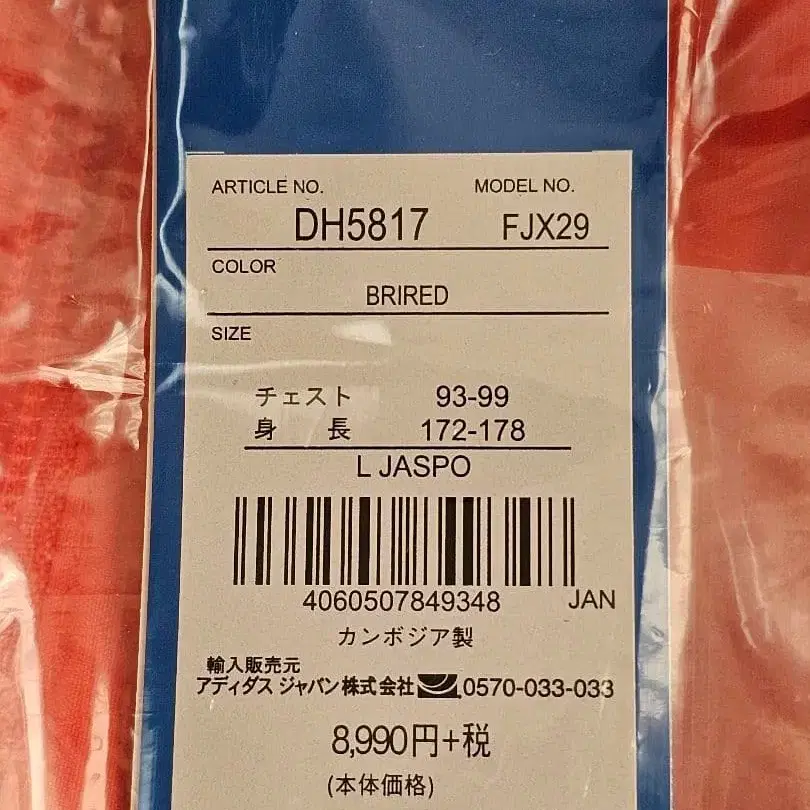 ARTICLE NO. MODEL NO.
DH5817 FJX29
COLOR
BRIRED
SIZE
チェスト 93-99
身 長 172-178
L JASPO
4060507849348 JAN
カンボジア製
輸入販売元
アディダス ジャパン株式会社 0570-033-033
8,990円+税
(本体価格)